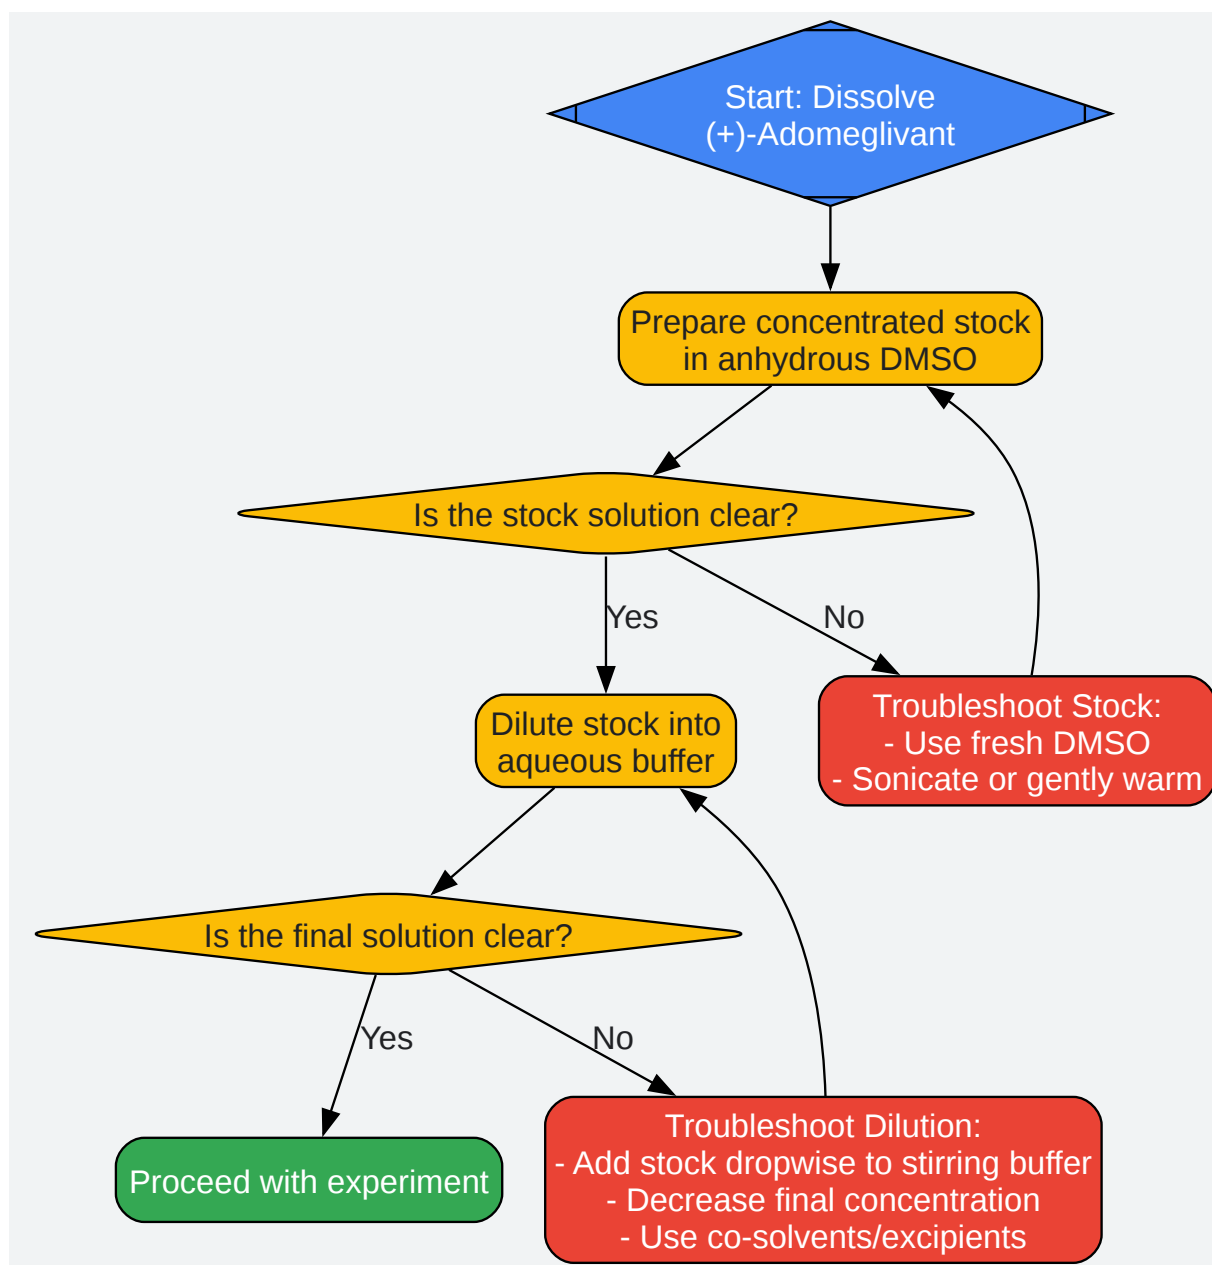 Start: Dissolve
(+)-Adomeglivant
Prepare concentrated stock
in anhydrous DMSO
Is the stock solution clear?
Yes
No
Dilute stock into
aqueous buffer
Troubleshoot Stock:
- Use fresh DMSO
- Sonicate or gently warm
Is the final solution clear?
Yes
No
Proceed with experiment
Troubleshoot Dilution:
- Add stock dropwise to stirring buffer
- Decrease final concentration
- Use co-solvents/excipients